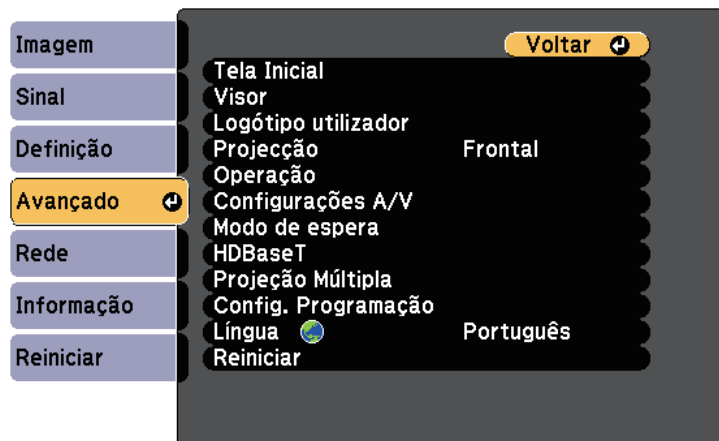 Imagem
Sinal
Definição
Avançado
Rede
Informação
Reiniciar
Voltar
Tela Inicial
Visor
Logótipo utilizador
Projecção Frontal
Operação
Configurações A/V
Modo de espera
HDBaseT
Projeção Múltipla
Config. Programação
Língua Português
Reiniciar